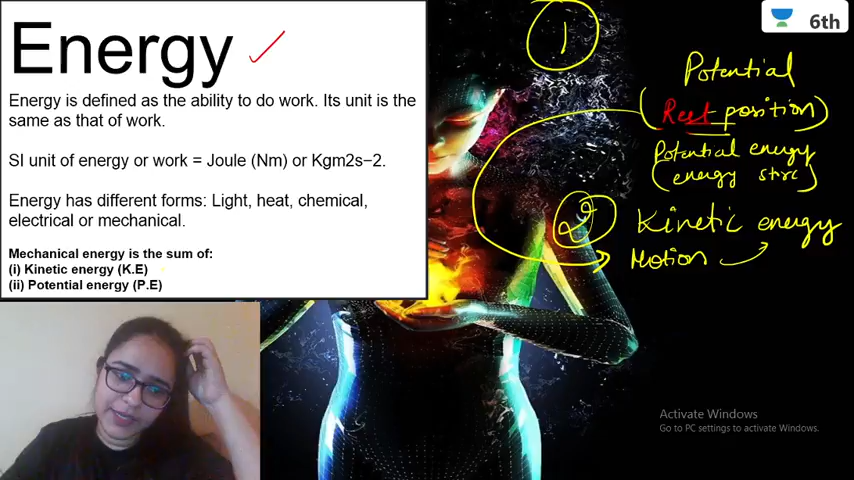 Energy
Energy is defined as the ability to do work. Its unit is the
same as that of work.
SI unit of energy or work = Joule (Nm) or Kgm2s−2.
Energy has different forms: Light, heat, chemical,
electrical or mechanical.
Mechanical energy is the sum of:
(i) Kinetic energy (K.E)
(ii) Potential energy (P.E)
1
6th
Potential
(Rest position)
Potential energy
(energy
2
Kinetic energy
Motion
Activate Windows
Go to PC settings to activate Windows.